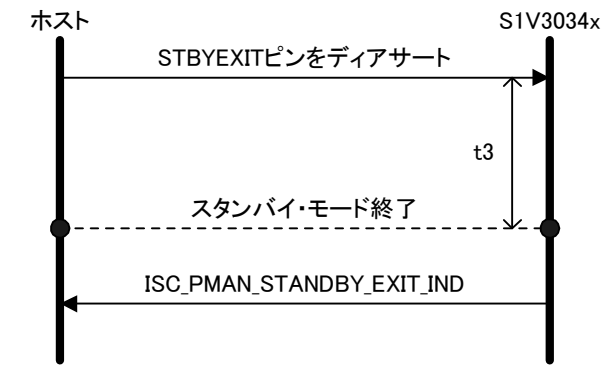 ホスト
S1V3034x
STBYEXITピンをディアサート
t3
スタンバイ・モード終了
ISC_PMAN_STANDBY_EXIT_IND